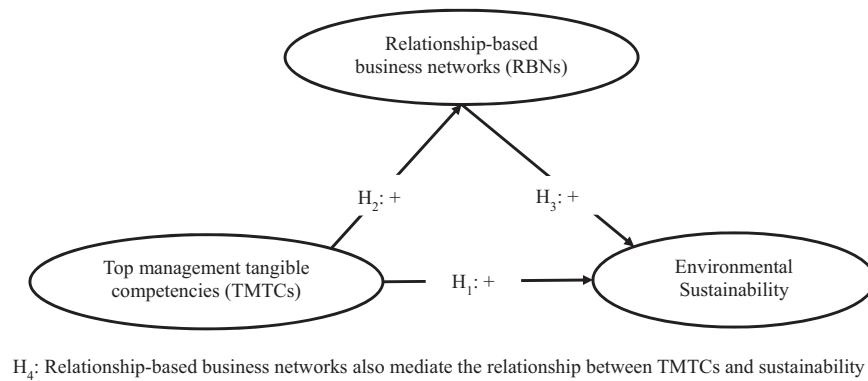 Relationship-based
business networks (RBNs)
H₂: +
H₃: +
Top management tangible
competencies (TMTCs)
H₁: +
Environmental
Sustainability
H₄: Relationship-based business networks also mediate the relationship between TMTCs and sustainability